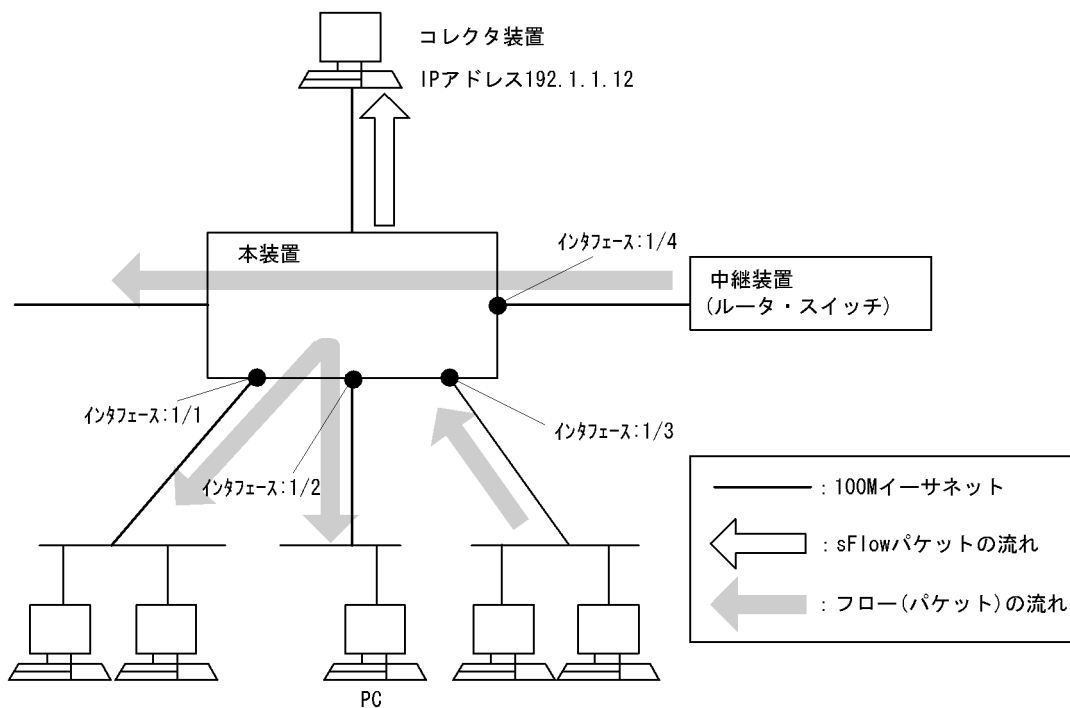 コレクタ装置
IPアドレス192.1.1.12
本装置
ｲﾝﾀﾌｪｰｽ:1/4
中継装置
(ルータ・スイッチ)
ｲﾝﾀﾌｪｰｽ:1/1
ｲﾝﾀﾌｪｰｽ:1/2
ｲﾝﾀﾌｪｰｽ:1/3
:100Mイーサネット
:sFlowパケットの流れ
:フロー(パケット)の流れ
PC